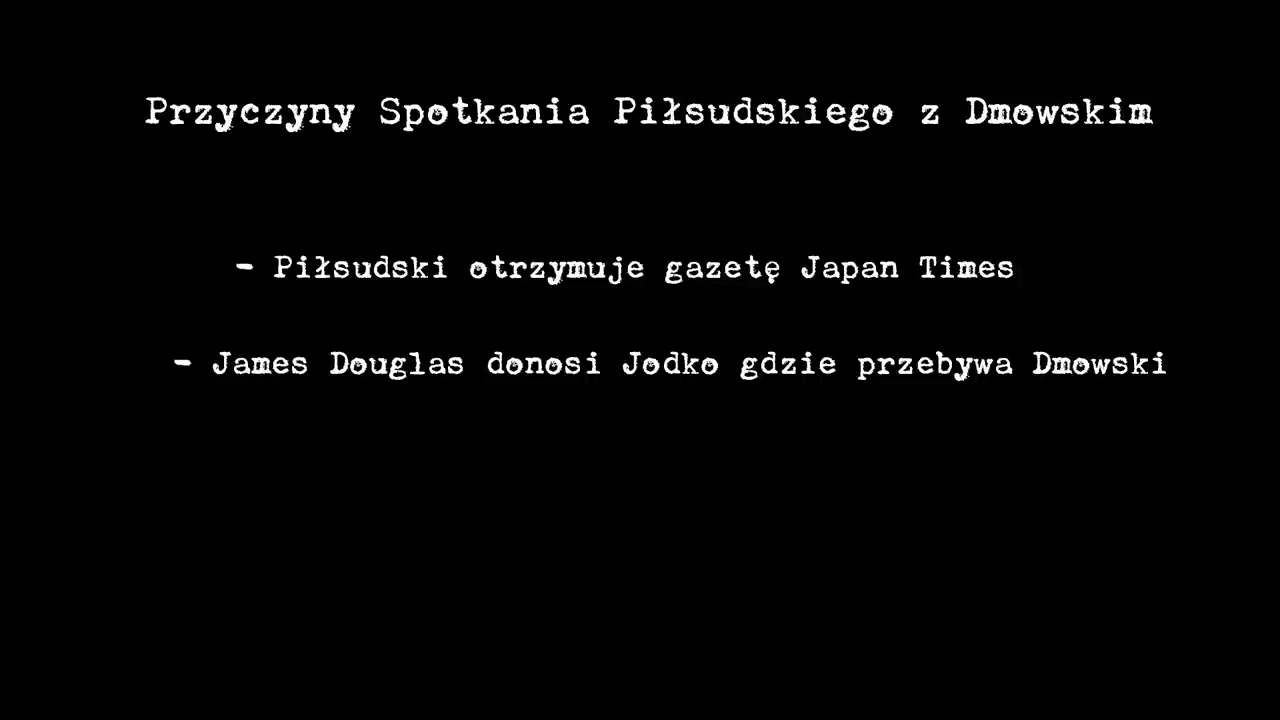 Przyczyny Spotkania Piłsudskiego z Dmowskim
- Piłsudski otrzymuje gazetę Japan Times
- James Douglas donosi Jodko gdzie przebywa Dmowski